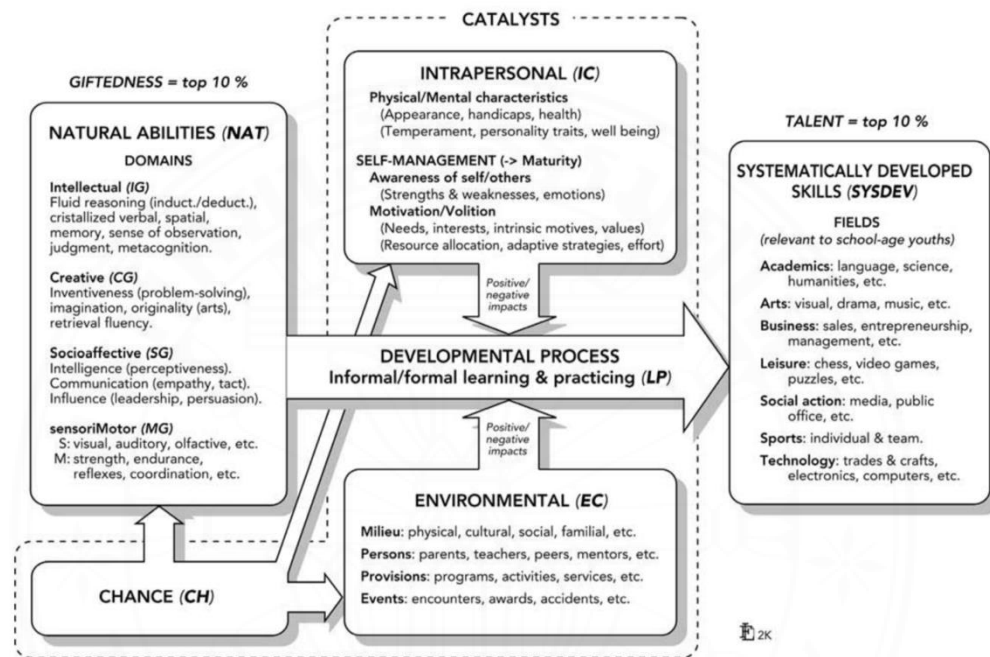 CATALYSTS
GIFTEDNESS = top 10 %
NATURAL ABILITIES (NAT)
DOMAINS
Intellectual (IG)
Fluid reasoning (induct./deduct.),
cristallized verbal, spatial,
memory, sense of observation,
judgment, metacognition.
Creative (CG)
Inventiveness (problem-solving),
imagination, originality (arts),
retrieval fluency.
Socioaffective (SG)
Intelligence (perceptiveness).
Communication (empathy, tact).
Influence (leadership, persuasion).
sensoriMotor (MG)
S: visual, auditory, olfactive, etc.
M: strength, endurance,
reflexes, coordination, etc.
CHANCE (CH)
INTRAPERSONAL (IC)
Physical/Mental characteristics
(Appearance, handicaps, health)
(Temperament, personality traits, well being)
SELF-MANAGEMENT (-> Maturity)
Awareness of self/others
(Strengths & weaknesses, emotions)
Motivation/Volition
(Needs, interests, intrinsic motives, values)
(Resource allocation, adaptive strategies, effort)
Positive/
negative
impacts
DEVELOPMENTAL PROCESS
Informal/formal learning & practicing (LP)
Positive/
negative
impacts
ENVIRONMENTAL (EC)
Milieu: physical, cultural, social, familial, etc.
Persons: parents, teachers, peers, mentors, etc.
Provisions: programs, activities, services, etc.
Events: encounters, awards, accidents, etc.
TALENT = top 10 %
SYSTEMATICALLY DEVELOPED
SKILLS (SYSDEV)
FIELDS
(relevant to school-age youths)
Academics: language, science,
humanities, etc.
Arts: visual, drama, music, etc.
Business: sales, entrepreneurship,
management, etc.
Leisure: chess, video games,
puzzles, etc.
Social action: media, public
office, etc.
Sports: individual & team.
Technology: trades & crafts,
electronics, computers, etc.
2K